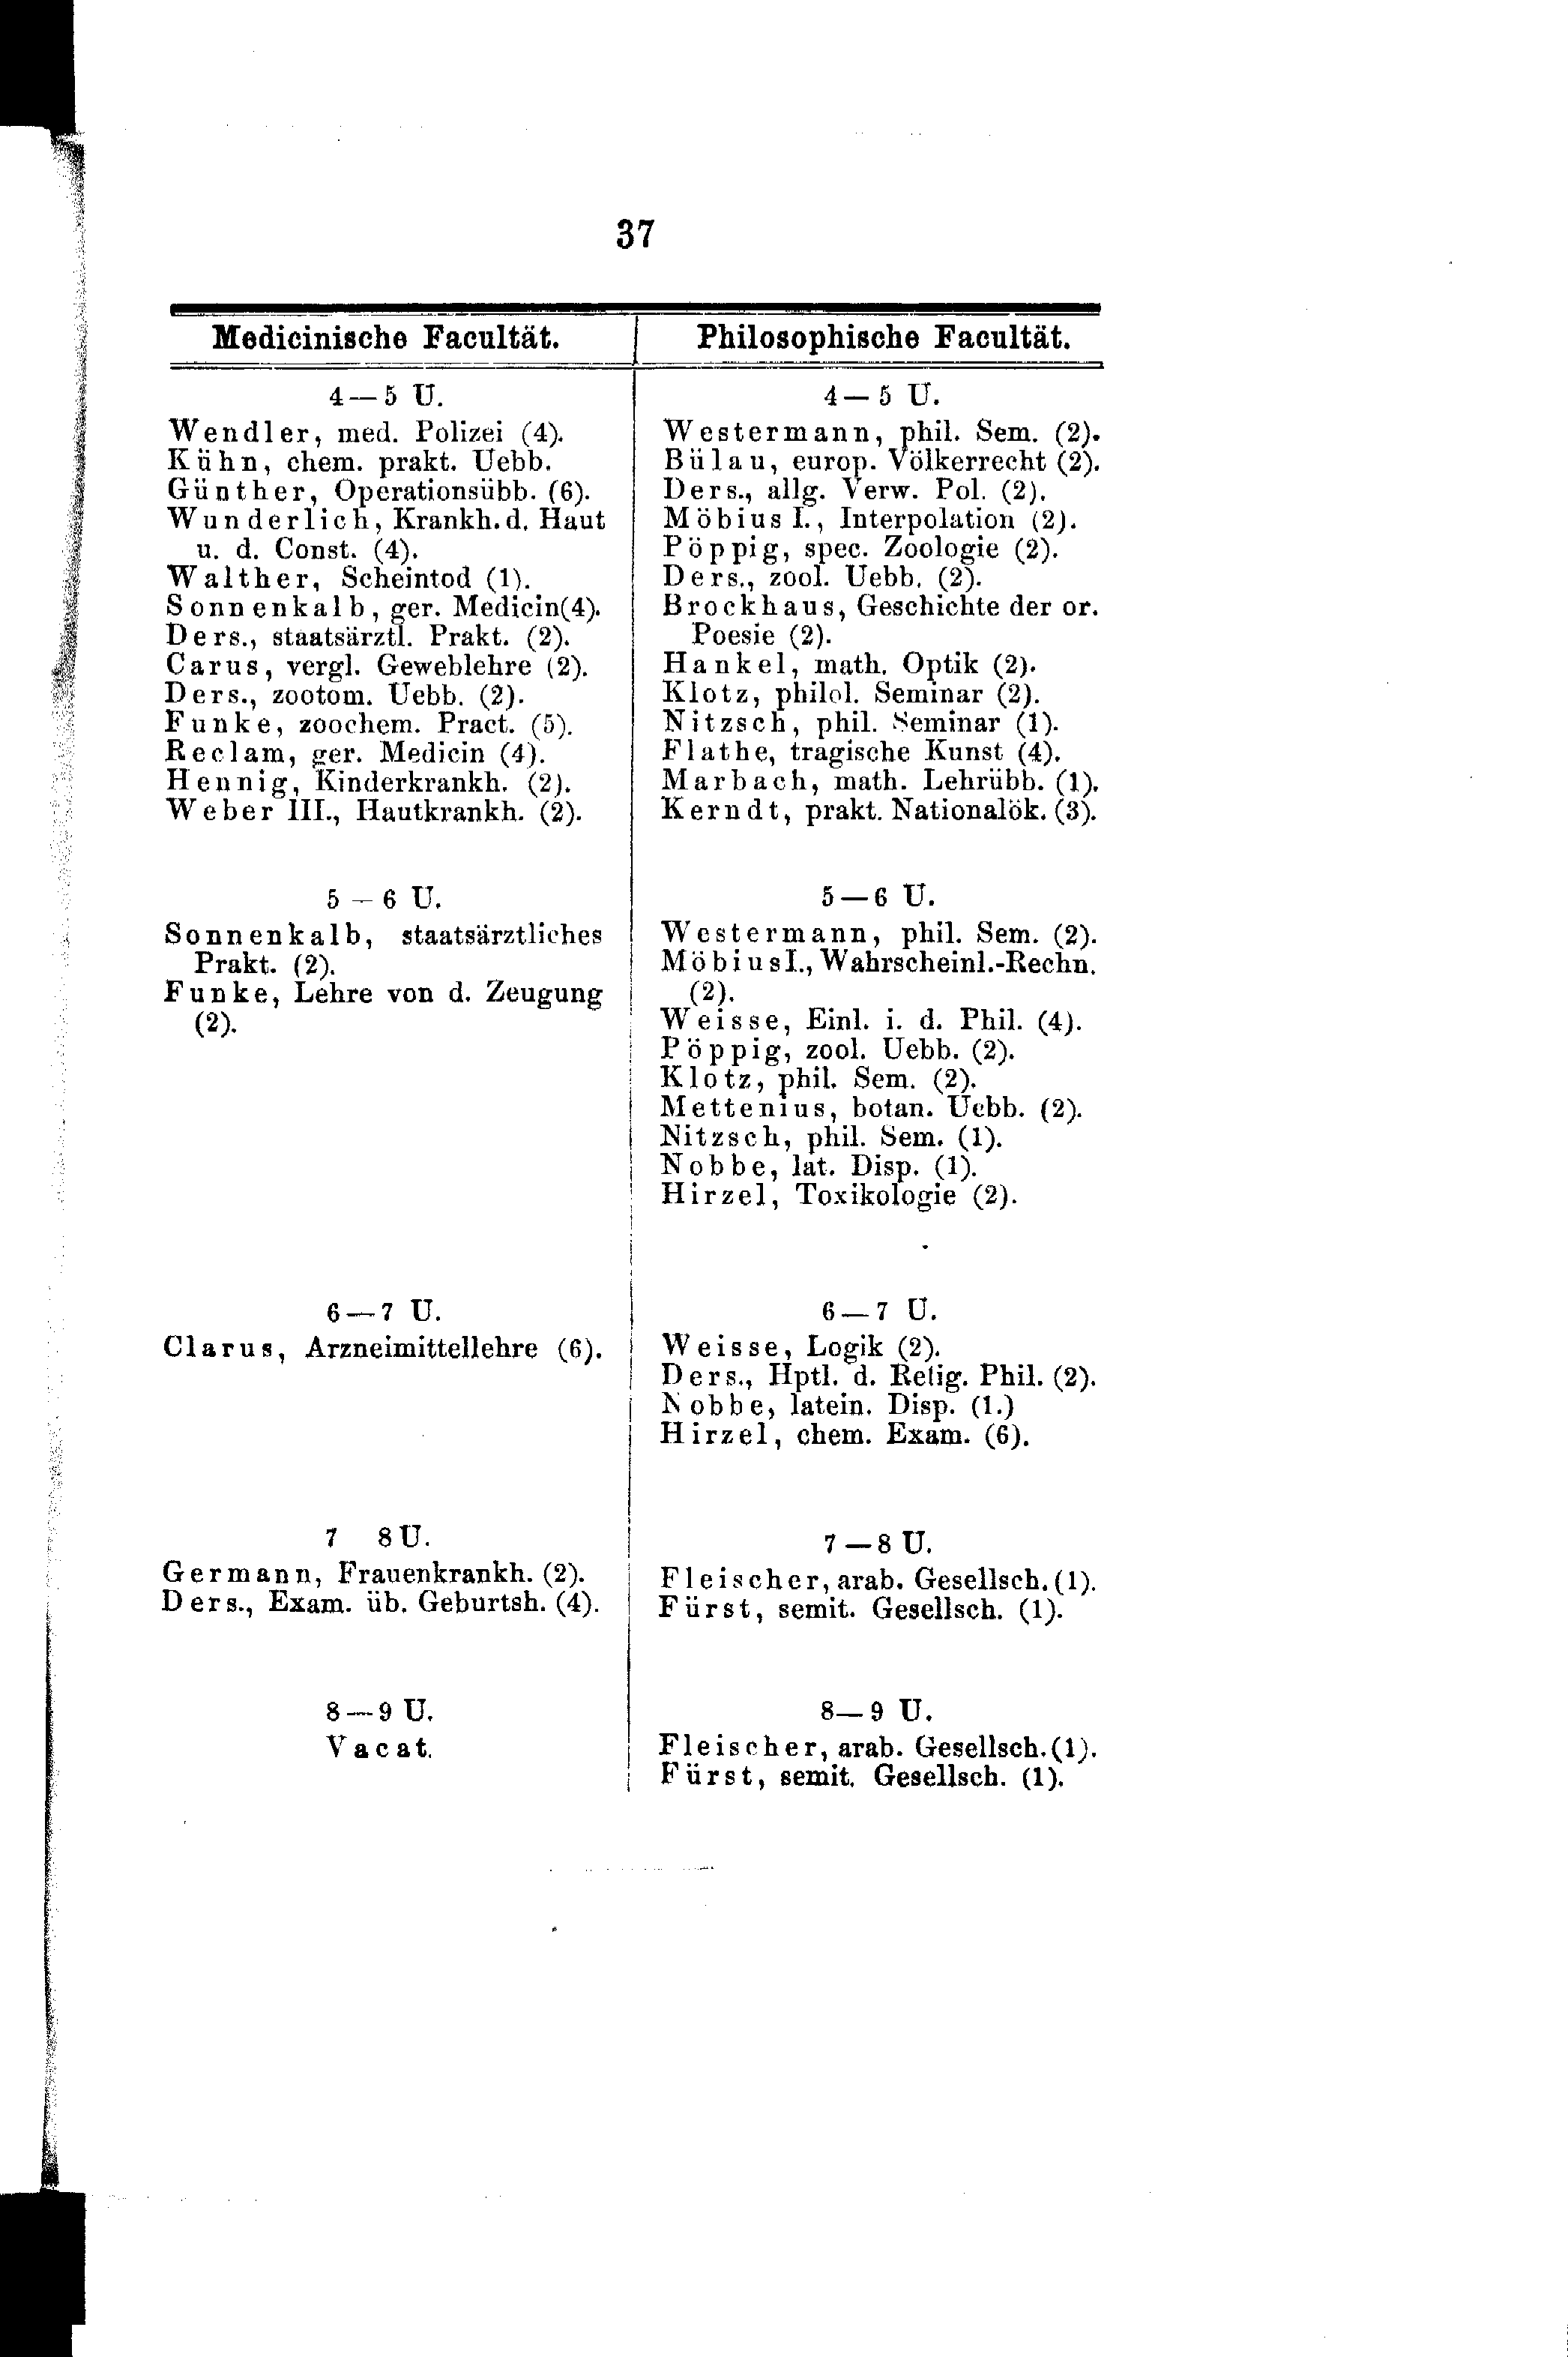 37
Medicinische Facultät.
4—5 U.
Wendler, med. Polizei (4).
Kühn, chem. prakt. Uebb.
Günther, Operationsübb. (6).
Wunderlich, Krankh. d. Haut
u. d. Const. (4).
Walther, Scheintod (1).
Sonnenkalb, ger. Medicin(4).
Ders., staatsärztl. Prakt. (2).
Carus, vergl. Geweblehre (2).
Ders., zootom. Uebb. (2).
Funke, zoochem. Pract. (5).
Reclam, ger. Medicin (4).
Hennig, Kinderkrankh. (2).
Weber III., Hautkrankh. (2).
5—6 U.
Sonnenkalb, staatsärztliches
Prakt. (2).
Funke, Lehre von d. Zeugung
(2).
6—7 U.
Clarus, Arzneimittellehre (6).
7 8 U.
Germann, Frauenkrankh. (2).
Ders., Exam. üb. Geburtsh. (4).
8—9 U.
Vacat.
Philosophische Facultät.
4—5 U.
Westermann, phil. Sem. (2).
Bülau, europ. Völkerrecht (2).
Ders., allg. Verw. Pol. (2).
Möbius I., Interpolation (2).
Pöppig, spec. Zoologie (2).
Ders., zool. Uebb. (2).
Brockhaus, Geschichte der or.
Poesie (2).
Hankel, math. Optik (2).
Klotz, philol. Seminar (2).
Nitzsch, phil. Seminar (1).
Flathe, tragische Kunst (4).
Marbach, math. Lehrübb. (1).
Kerndt, prakt. Nationalök. (3).
5—6 U.
Westermann, phil. Sem. (2).
Möbius I., Wahrscheinl.-Rechn.
(2).
Weisse, Einl. i. d. Phil. (4).
Pöppig, zool. Uebb. (2).
Klotz, phil. Sem. (2).
Mettenius, botan. Uebb. (2).
Nitzsch, phil. Sem. (1).
Nobbe, lat. Disp. (1).
Hirzel, Toxikologie (2).
6—7 U.
Weisse, Logik (2).
Ders., Hptl. d. Relig. Phil. (2).
Nobbe, latein. Disp. (1.)
Hirzel, chem. Exam. (6).
7—8 U.
Fleischer, arab. Gesellsch. (1).
Fürst, semit. Gesellsch. (1).
8—9 U.
Fleischer, arab. Gesellsch. (1).
Fürst, semit. Gesellsch. (1).